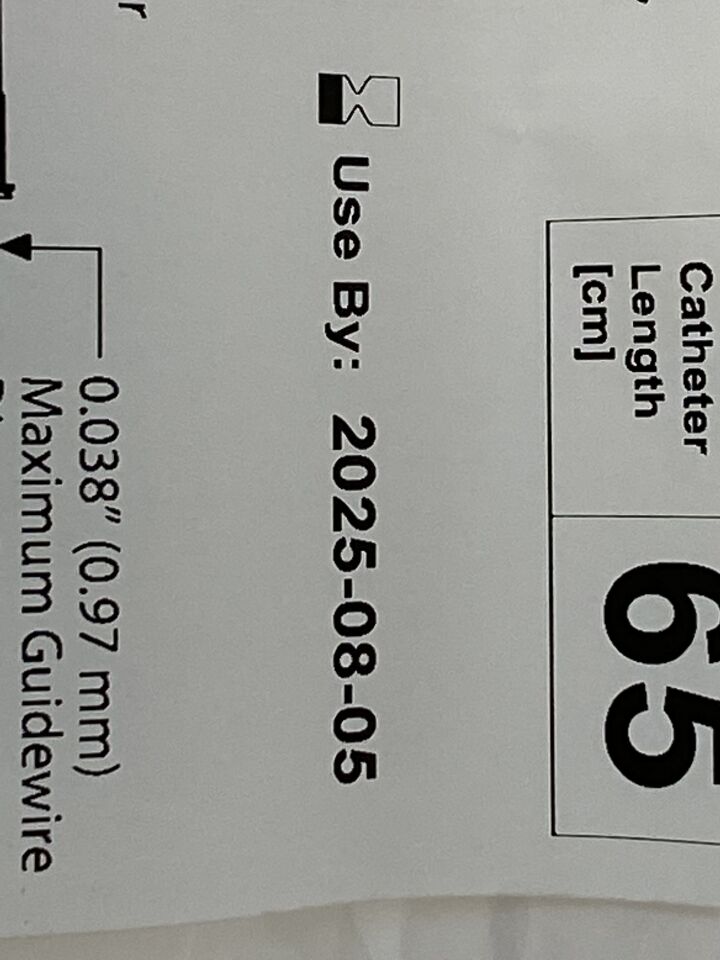 Catheter
Length
[cm]
65
Use By: 2025-08-05
r
0.038" (0.97 mm)
Maximum Guidewire